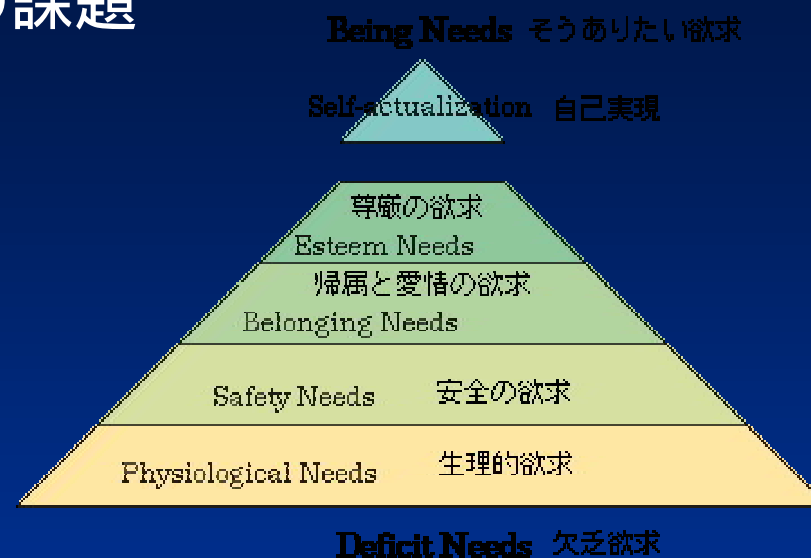 課題
Being Needs そうありたい欲求
Self-actualization 自己実現
尊厳の欲求
Esteem Needs
帰属と愛情の欲求
Belonging Needs
Safety Needs 安全の欲求
Physiological Needs 生理的欲求
Deficit Needs 欠乏欲求